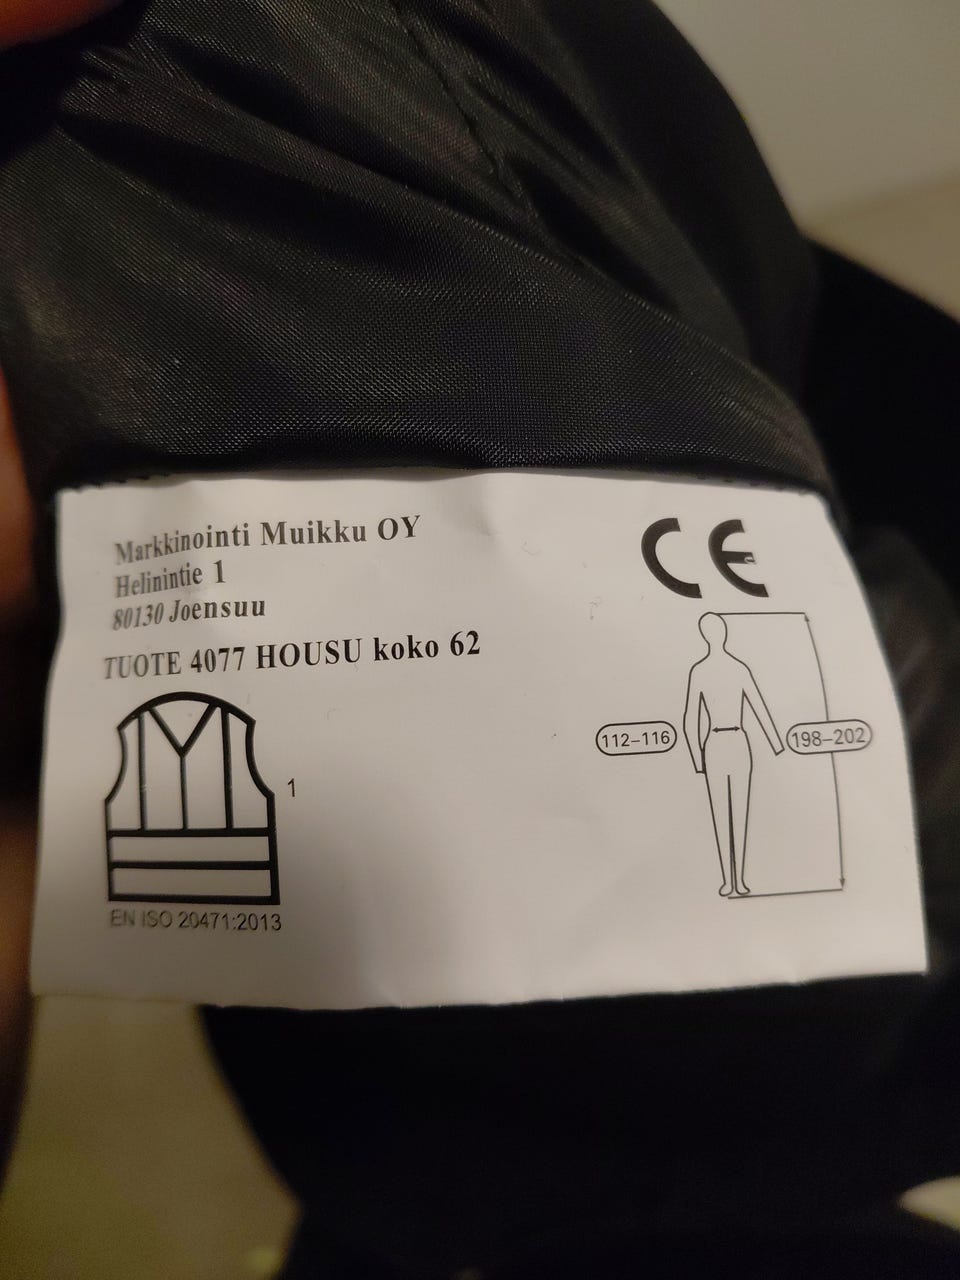 Markkinointi Muikku OY
Helinintie 1
80130 Joensuu
TUOTE 4077 HOUSU koko 62
CE
112–116
198–202
1
EN ISO 20471:2013